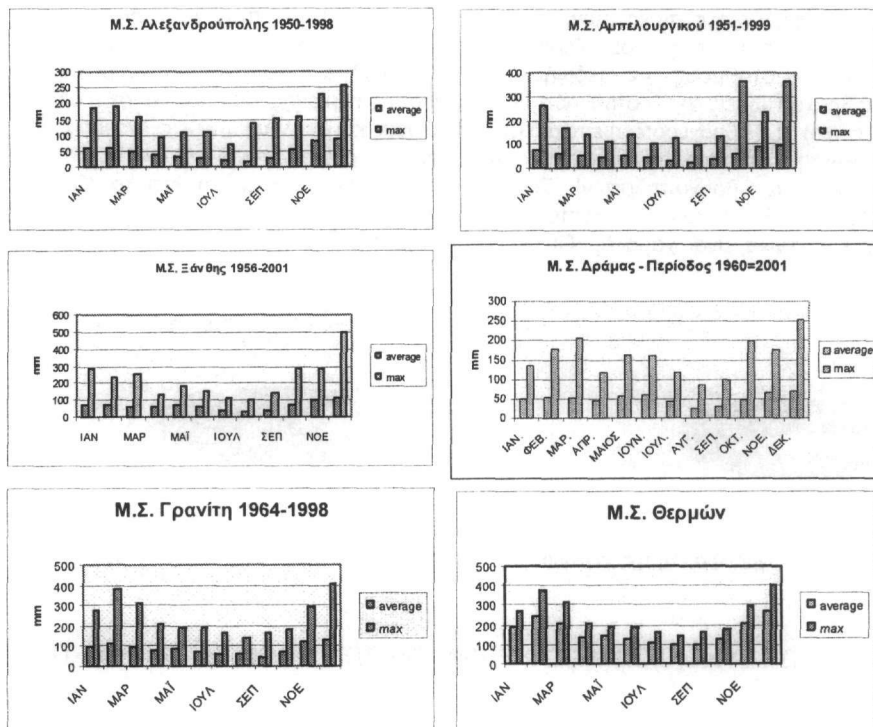 Μ.Σ. Αλεξανδρούπολης 1950-1998
300
250
200
150
100
50
0
mm
ΙΑΝ ΜΑΡ ΜΑΪ ΙΟΥΛ ΣΕΠ ΝΟΕ
average
max
Μ.Σ. Αμπελουργικού 1951-1999
400
300
200
100
0
mm
ΙΑΝ ΜΑΡ ΜΑΪ ΙΟΥΛ ΣΕΠ ΝΟΕ
average
max
Μ.Σ. Ξάνθης 1956-2001
600
500
400
300
200
100
0
mm
ΙΑΝ ΜΑΡ ΜΑΪ ΙΟΥΛ ΣΕΠ ΝΟΕ
average
max
Μ. Σ. Δράμας - Περίοδος 1960=2001
300
250
200
150
100
50
0
mm
ΙΑΝ. ΦΕΒ. ΜΑΡ. ΑΠΡ. ΜΑΙΟΣ ΙΟΥΝ. ΙΟΥΛ. ΑΥΓ. ΣΕΠ. ΟΚΤ. ΝΟΕ. ΔΕΚ.
average
max
Μ.Σ. Γρανίτη 1964-1998
500
400
300
200
100
0
mm
ΙΑΝ ΜΑΡ ΜΑΪ ΙΟΥΛ ΣΕΠ ΝΟΕ
average
max
Μ.Σ. Θερμών
500
400
300
200
100
0
mm
ΙΑΝ ΜΑΡ ΜΑΪ ΙΟΥΛ ΣΕΠ ΝΟΕ
average
max